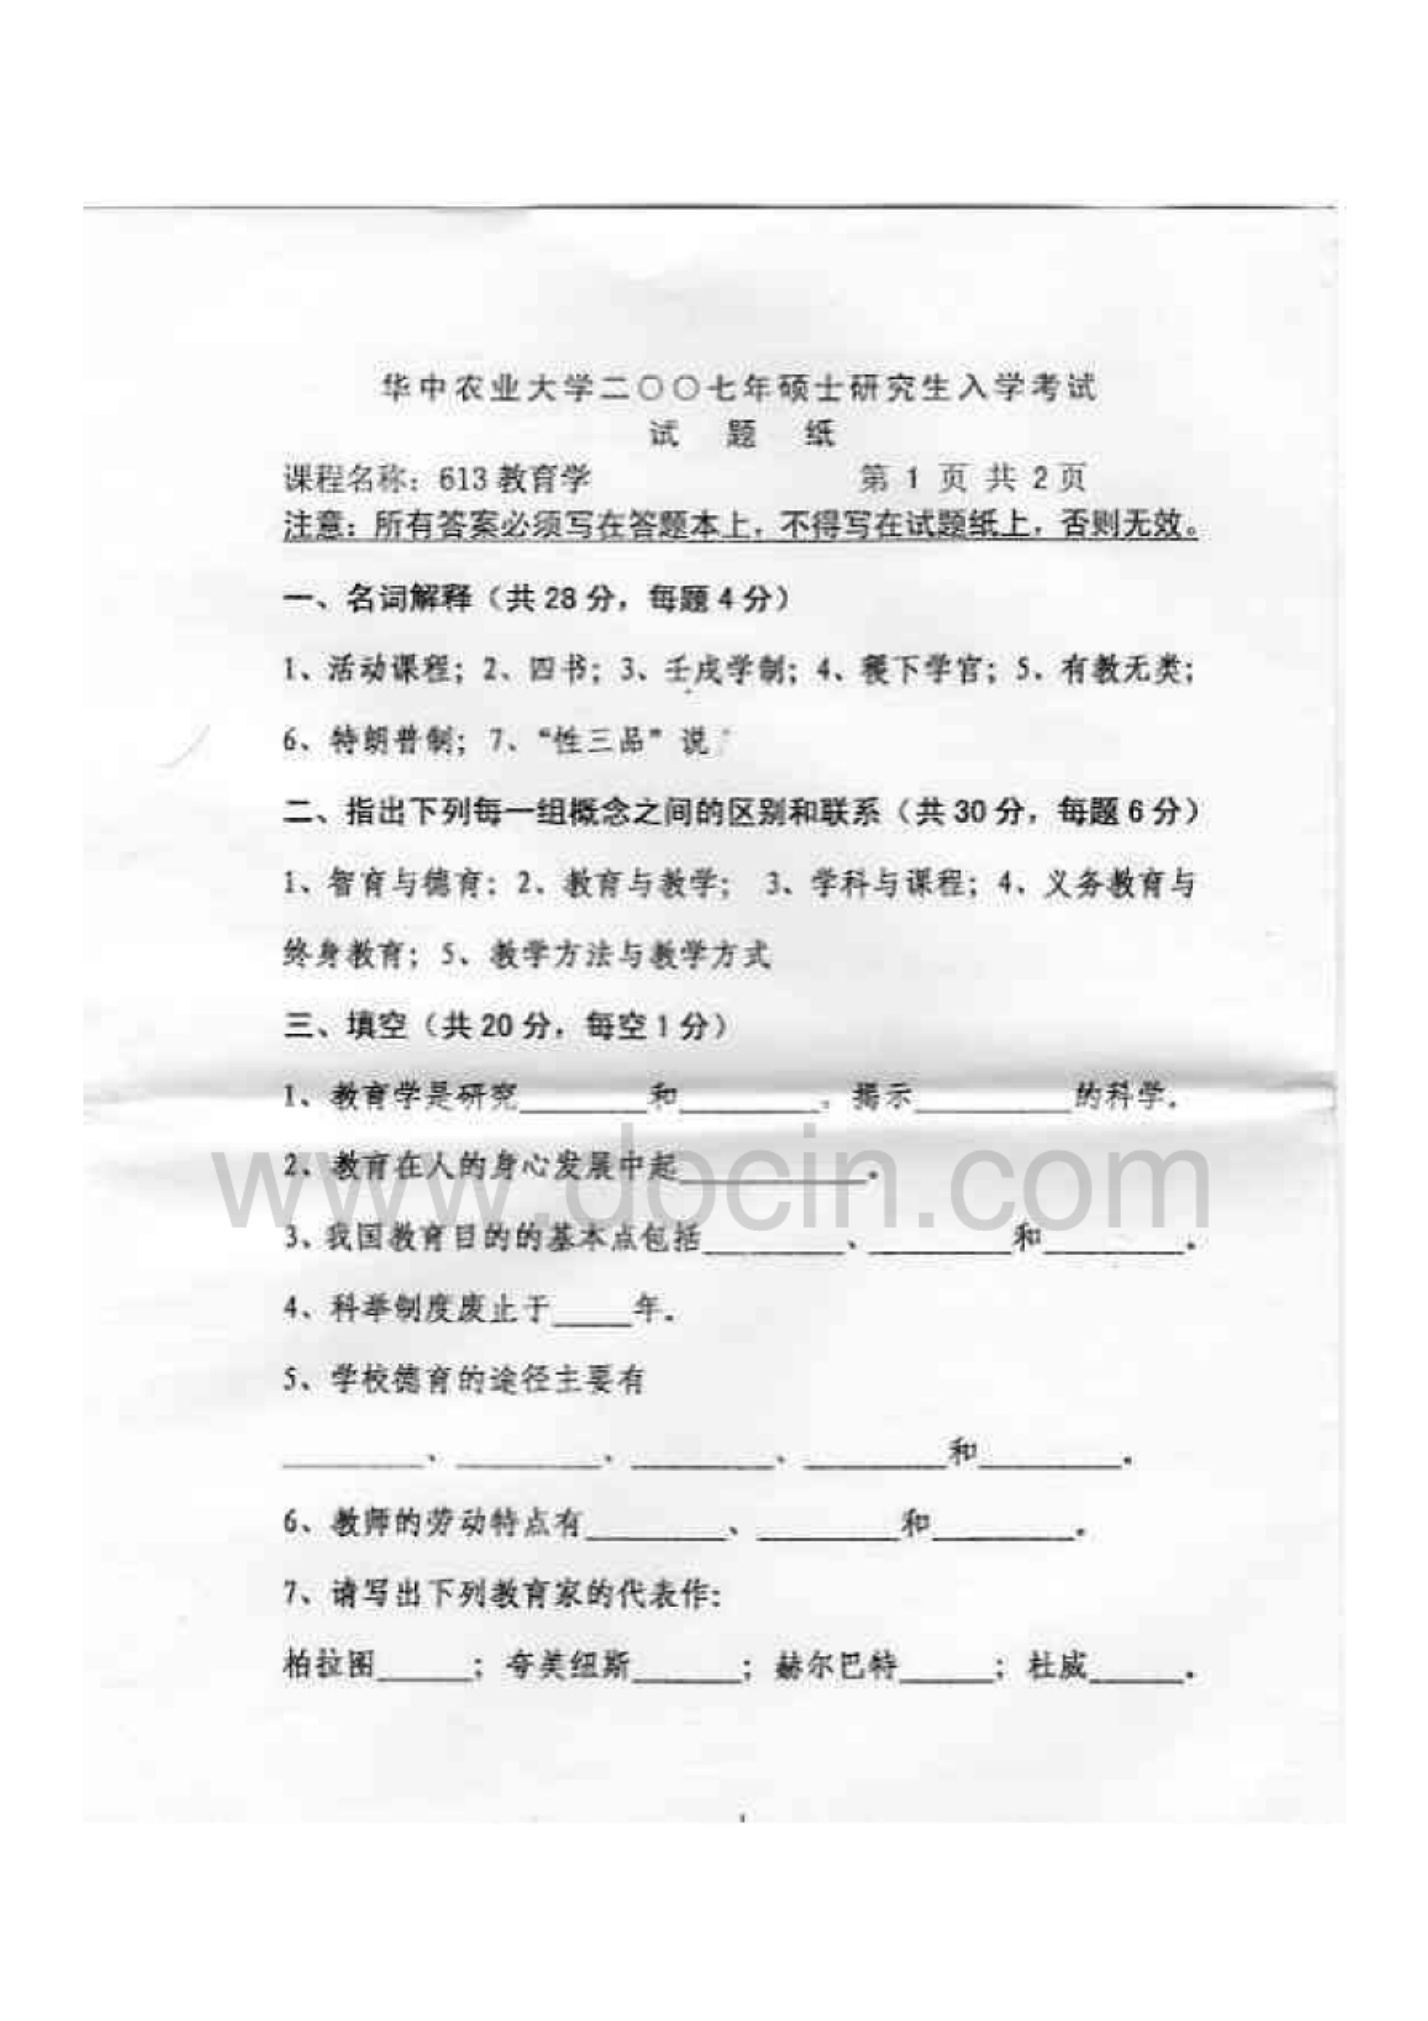 华中农业大学二〇〇七年硕士研究生入学考试
试 题 纸
课程名称：613 教育学 第 1 页 共 2 页
注意：所有答案必须写在答题本上，不得写在试题纸上，否则无效。
一、名词解释（共 28 分，每题 4 分）
1、活动课程；2、四书；3、壬戌学制；4、稷下学宫；5、有教无类；
6、特朗普制；7、“性三品”说
二、指出下列每一组概念之间的区别和联系（共 30 分，每题 6 分）
1、智育与德育；2、教育与教学； 3、学科与课程；4、义务教育与
终身教育；5、教学方法与教学方式
三、填空（共 20 分，每空 1 分）
1、教育学是研究________和_________，揭示__________的科学。
2、教育在人的身心发展中起____________。
3、我国教育目的的基本点包括_________、_________和_________。
4、科举制度废止于_____年。
5、学校德育的途径主要有
_________、_________、_________、_________和_________。
6、教师的劳动特点有_________、_________和_________。
7、请写出下列教育家的代表作：
柏拉图______；夸美纽斯_______；赫尔巴特______；杜威______。
www.docin.com
1